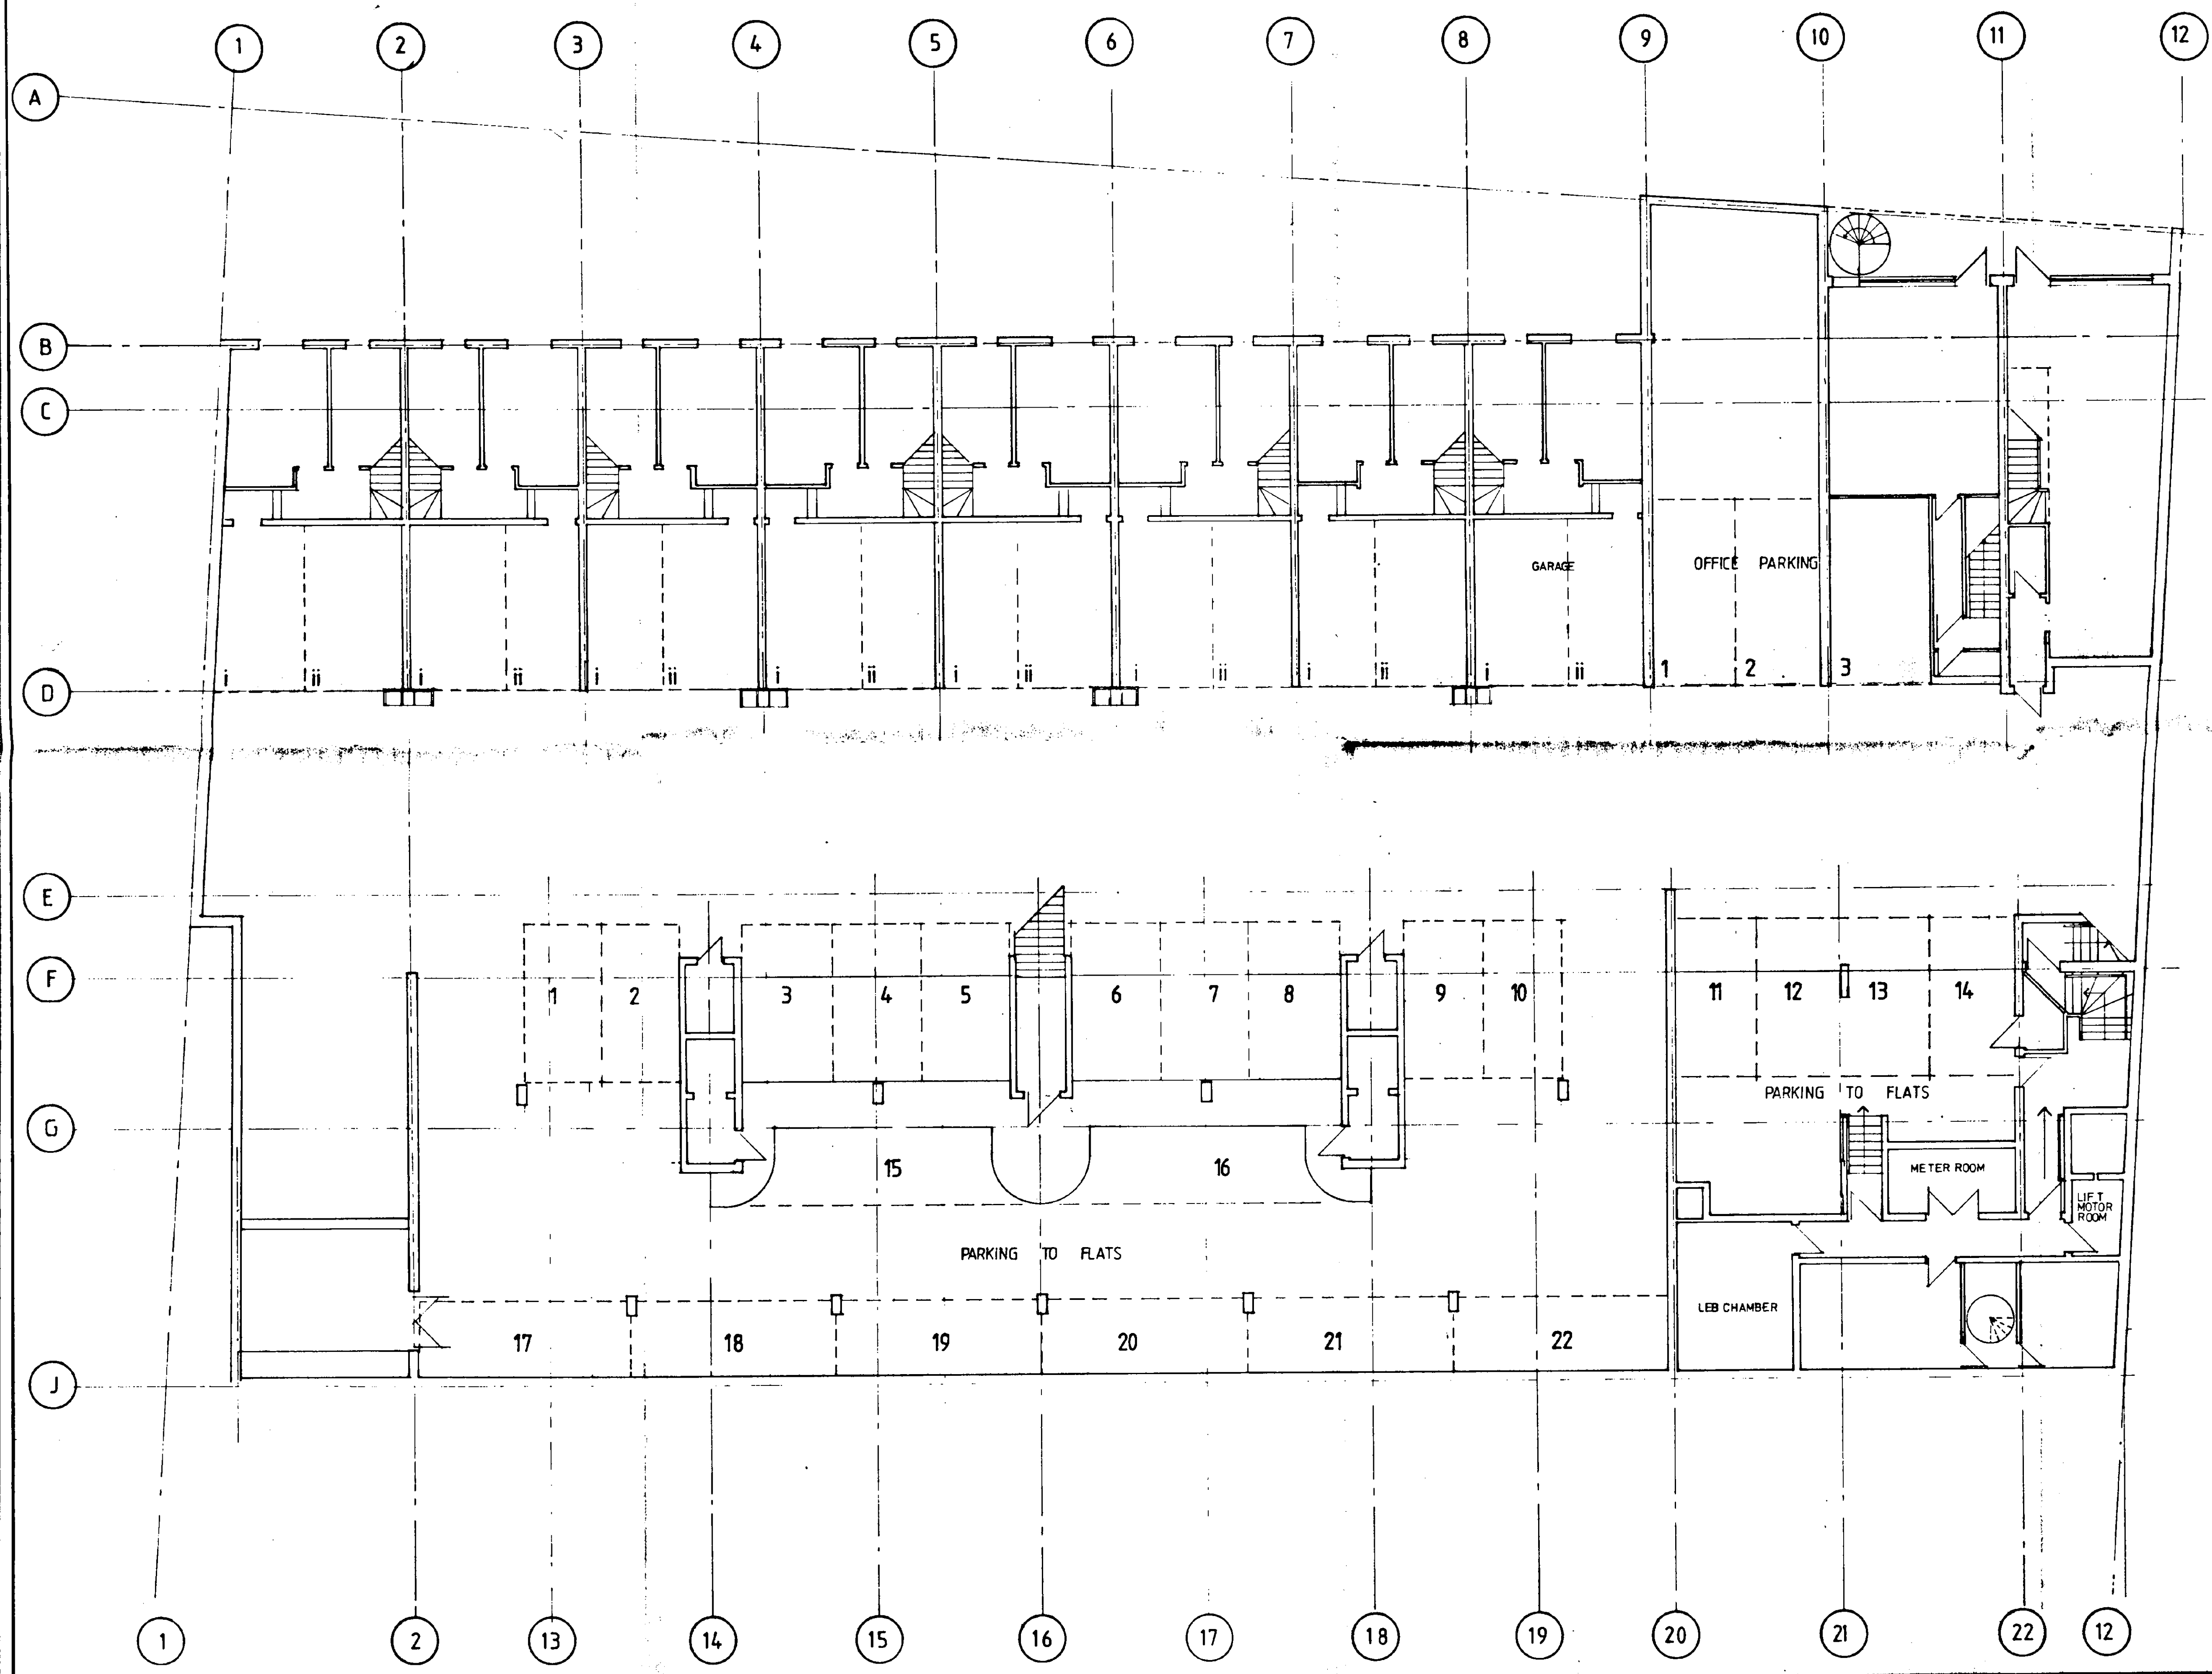 1 2 3 4 5 6 7 8 9 10 11 12
A
B
C
GARAGE
OFFICE PARKING
i ii i ii i ii i ii i ii i ii i ii i ii 1 2 3
D
E
F
1 2 3 4 5 6 7 8 9 10 11 12 13 14
PARKING TO FLATS
G
15 16
METER ROOM
LIFT
MOTOR
ROOM
PARKING TO FLATS
LEB CHAMBER
17 18 19 20 21 22
J
1 2 13 14 15 16 17 18 19 20 21 22 12